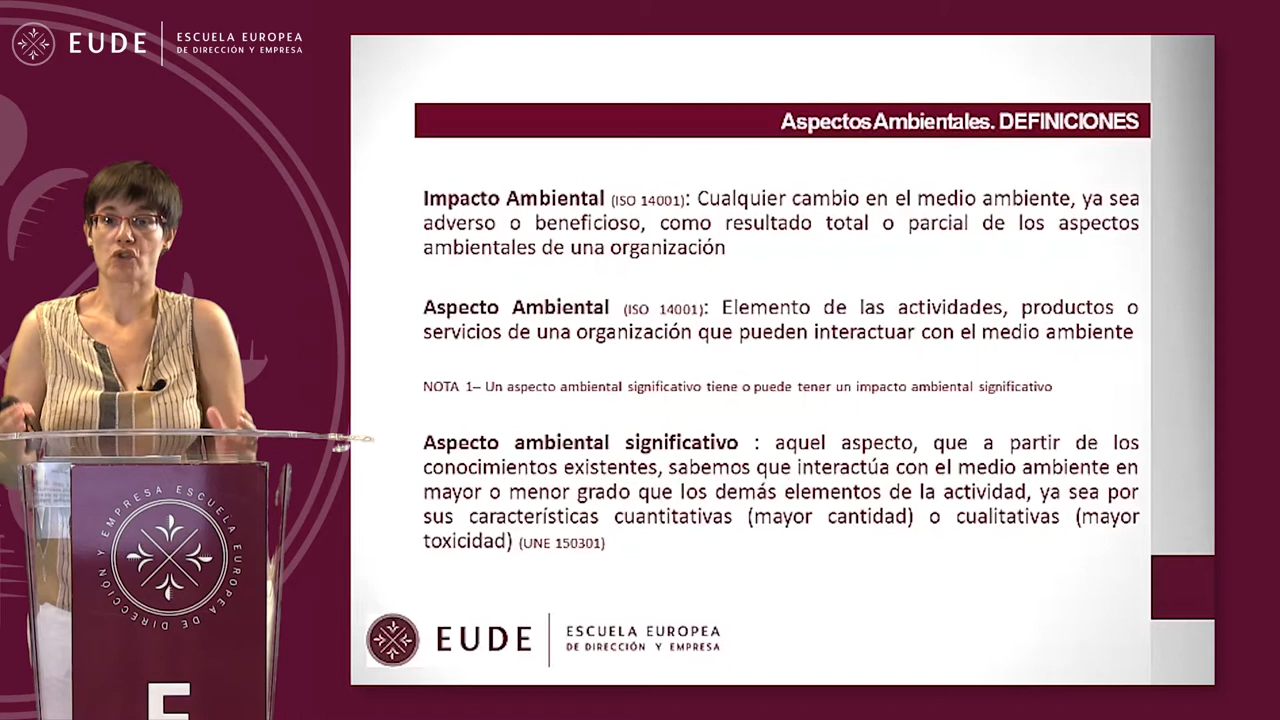 EUDE
ESCUELA EUROPEA
DE DIRECCIÓN Y EMPRESA
Aspectos Ambientales. DEFINICIONES
Impacto Ambiental (ISO 14001): Cualquier cambio en el medio ambiente, ya sea
adverso o beneficioso, como resultado total o parcial de los aspectos
ambientales de una organización
Aspecto Ambiental (ISO 14001): Elemento de las actividades, productos o
servicios de una organización que pueden interactuar con el medio ambiente
NOTA 1– Un aspecto ambiental significativo tiene o puede tener un impacto ambiental significativo
Aspecto ambiental significativo : aquel aspecto, que a partir de los
conocimientos existentes, sabemos que interactúa con el medio ambiente en
mayor o menor grado que los demás elementos de la actividad, ya sea por
sus características cuantitativas (mayor cantidad) o cualitativas (mayor
toxicidad) (UNE 150301)
EUDE
ESCUELA EUROPEA
DE DIRECCIÓN Y EMPRESA
ESCUELA EUROPEA DE DIRECCIÓN Y EMPRESA
E